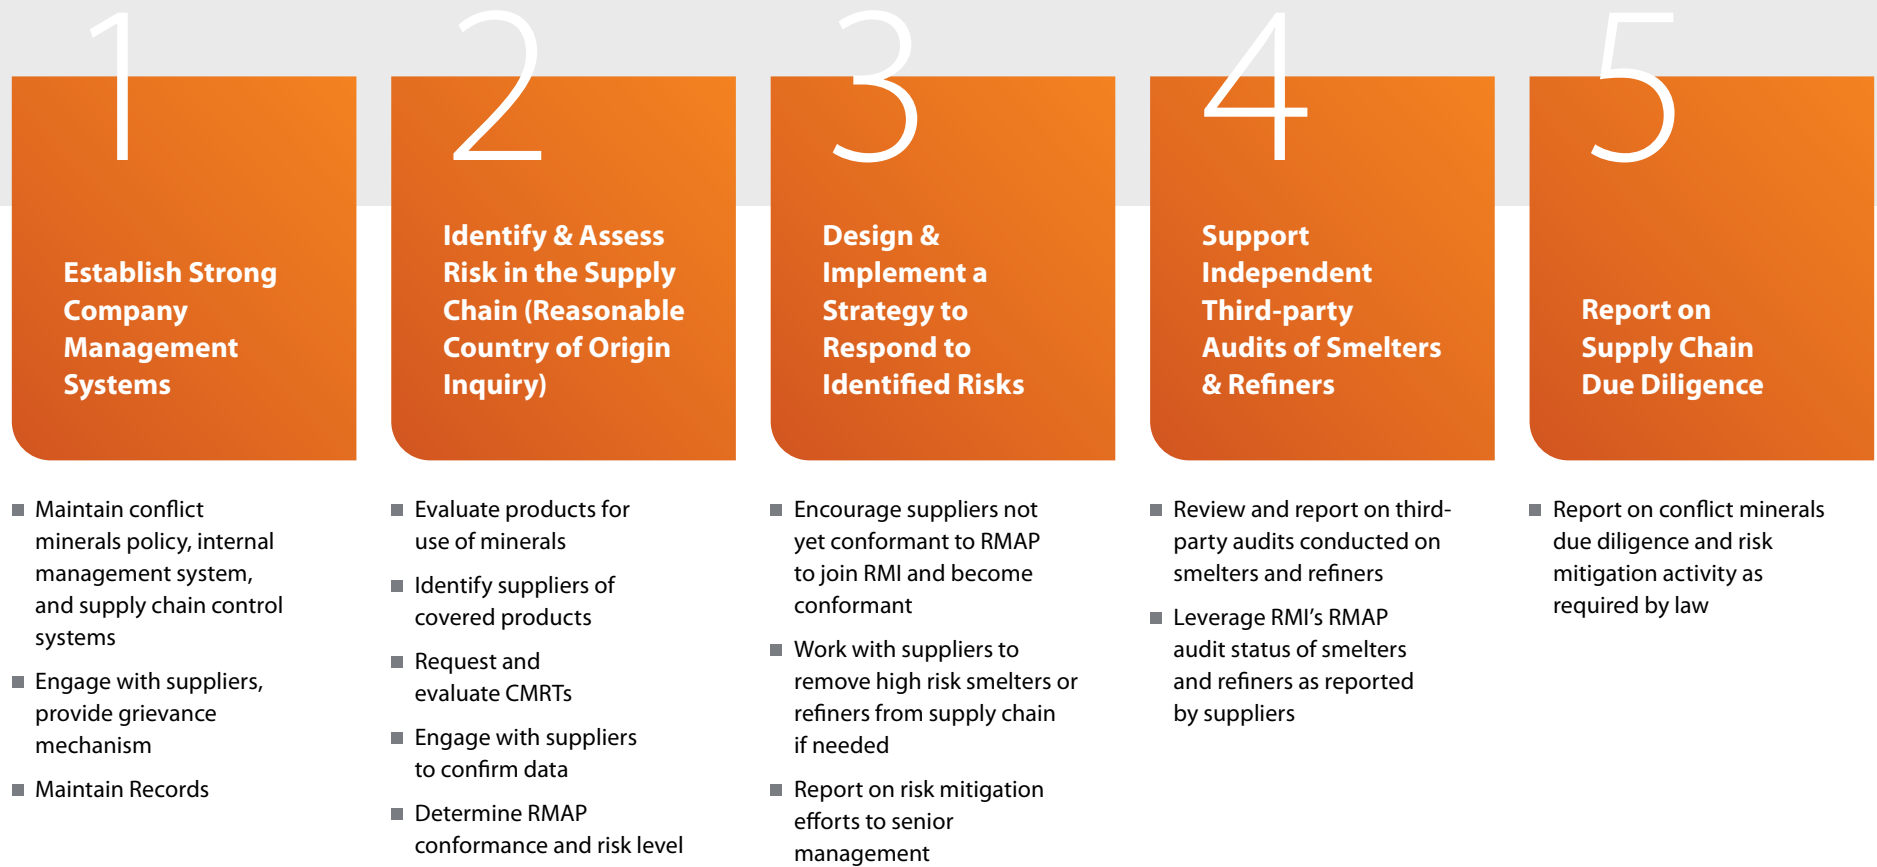 1
Establish Strong
Company
Management
Systems
Maintain conflict
minerals policy, internal
management system,
and supply chain control
systems
Engage with suppliers,
provide grievance
mechanism
Maintain Records
2
Identify & Assess
Risk in the Supply
Chain (Reasonable
Country of Origin
Inquiry)
Evaluate products for
use of minerals
Identify suppliers of
covered products
Request and
evaluate CMRTs
Engage with suppliers
to confirm data
Determine RMAP
conformance and risk level
3
Design &
Implement a
Strategy to
Respond to
Identified Risks
Encourage suppliers not
yet conformant to RMAP
to join RMI and become
conformant
Work with suppliers to
remove high risk smelters or
refiners from supply chain
if needed
Report on risk mitigation
efforts to senior
management
4
Support
Independent
Third-party
Audits of Smelters
& Refiners
Review and report on third-
party audits conducted on
smelters and refiners
Leverage RMI’s RMAP
audit status of smelters
and refiners as reported
by suppliers
5
Report on
Supply Chain
Due Diligence
Report on conflict minerals
due diligence and risk
mitigation activity as
required by law